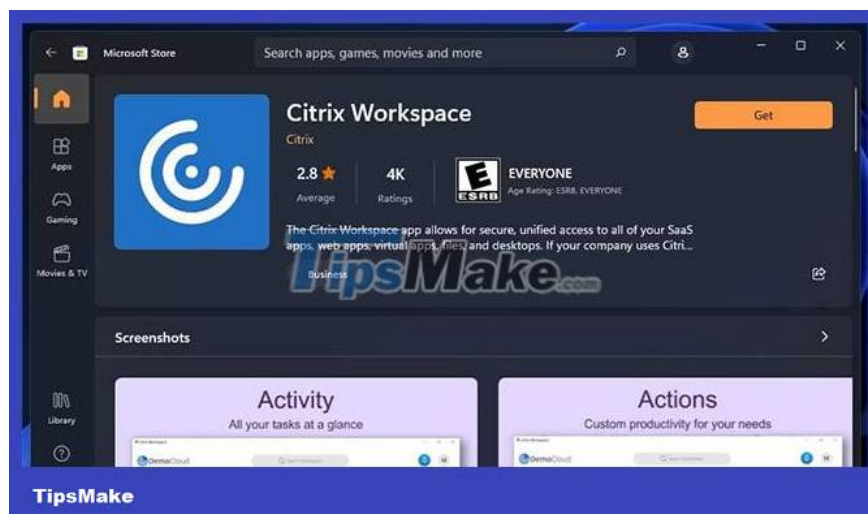 Microsoft Store
Search apps, games, movies and more
Citrix Workspace
Get
Citrix
2.8
4K
E
EVERYONE
Average
Ratings
ESRB
Age Rating: ESRB: EVERYONE
Apps
Gaming
Movies & TV
The Citrix Workspace app allows for secure, unified access to all of your SaaS
apps, web apps, virtual apps, files, and desktops. If your company uses Citri...
Business
TipsMake.com
Screenshots
Activity
All your tasks at a glance
Actions
Custom productivity for your needs
Library
DemoCloud
DemoCloud
TipsMake